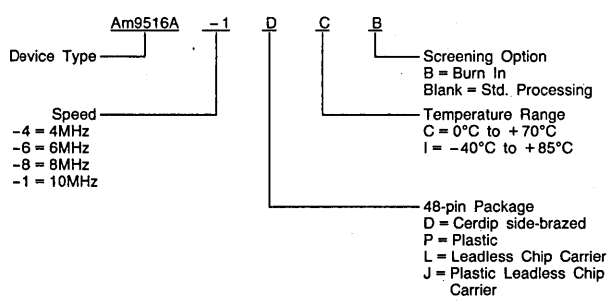 Am9516A -1 D C B
Device Type
Screening Option
B = Burn In
Blank = Std. Processing
Speed
-4 = 4MHz
-6 = 6MHz
-8 = 8MHz
-1 = 10MHz
Temperature Range
C = 0°C to +70°C
I = -40°C to +85°C
48-pin Package
D = Cerdip side-brazed
P = Plastic
L = Leadless Chip Carrier
J = Plastic Leadless Chip
Carrier